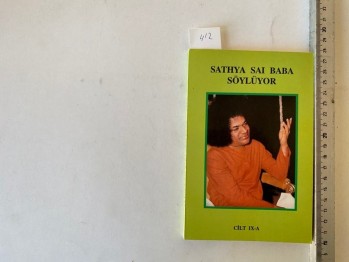 412
SATHYA SAI BABA
SÖYLÜYOR
CİLT IX-A